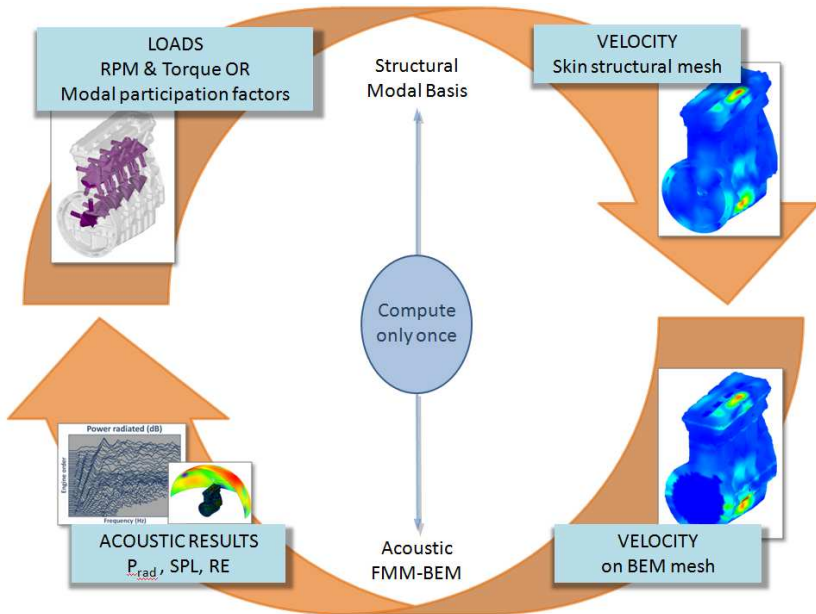 LOADS
RPM & Torque OR
Modal participation factors
Structural
Modal Basis
VELOCITY
Skin structural mesh
Compute
only once
Power radiated (dB)
Engine order
Frequency (Hz)
ACOUSTIC RESULTS
Prad , SPL, RE
Acoustic
FMM-BEM
VELOCITY
on BEM mesh